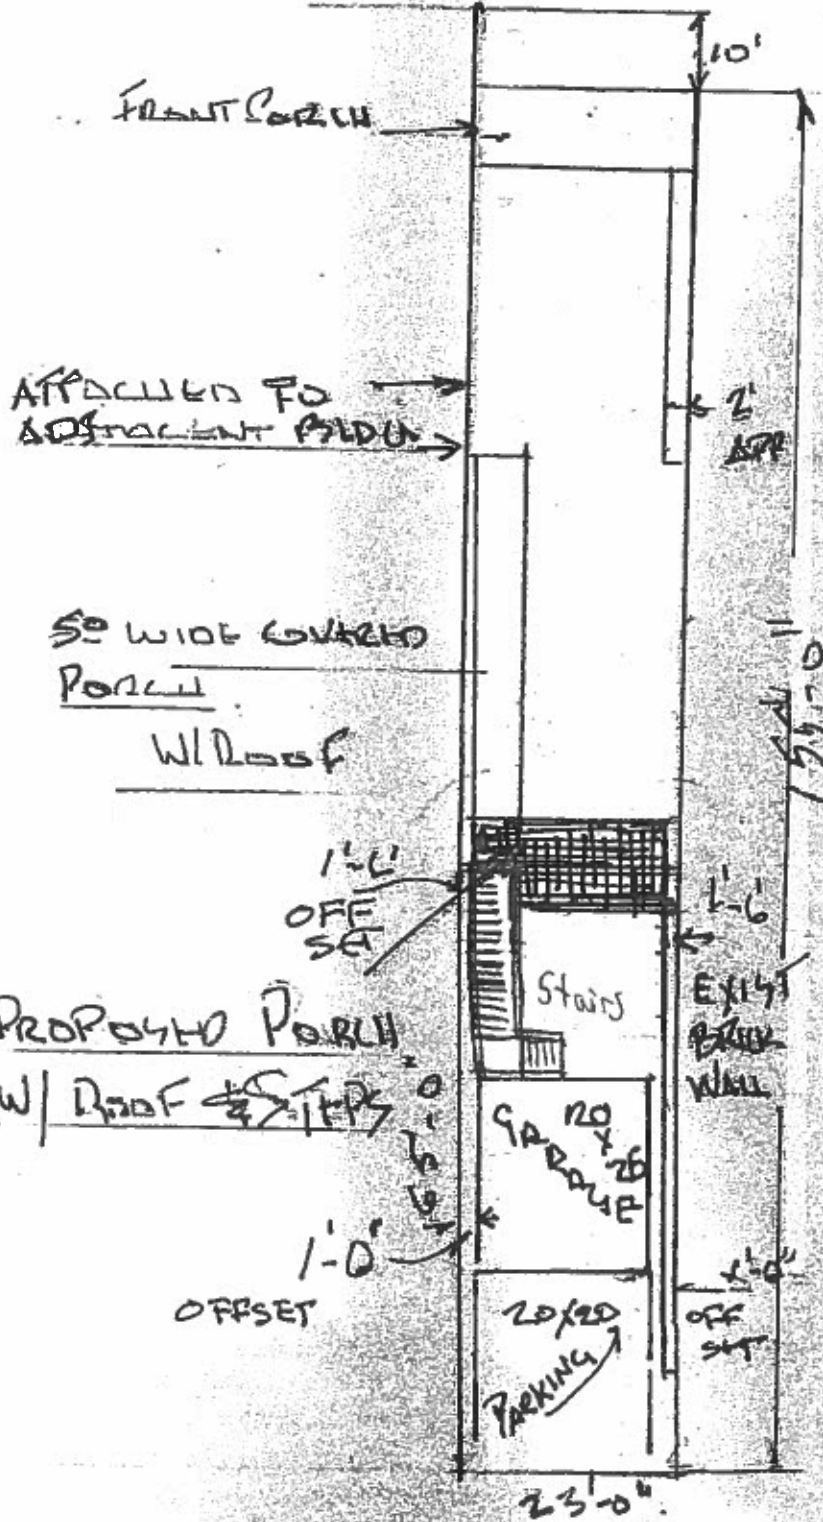 10'
FRONT PORCH
ATTACHED TO
ADJACENT BLDG
2'
APR
5º WIDE COVERED
PORCH
W/ ROOF
1'-6"
OFF
SET
1'-6"
EXIST
BRICK
WALL
Stairs
PROPOSED PORCH
W/ ROOF & STEPS
GARAGE
20
X
26
1'-0"
OFFSET
OFF
SET
20X20
PARKING
23'-0"